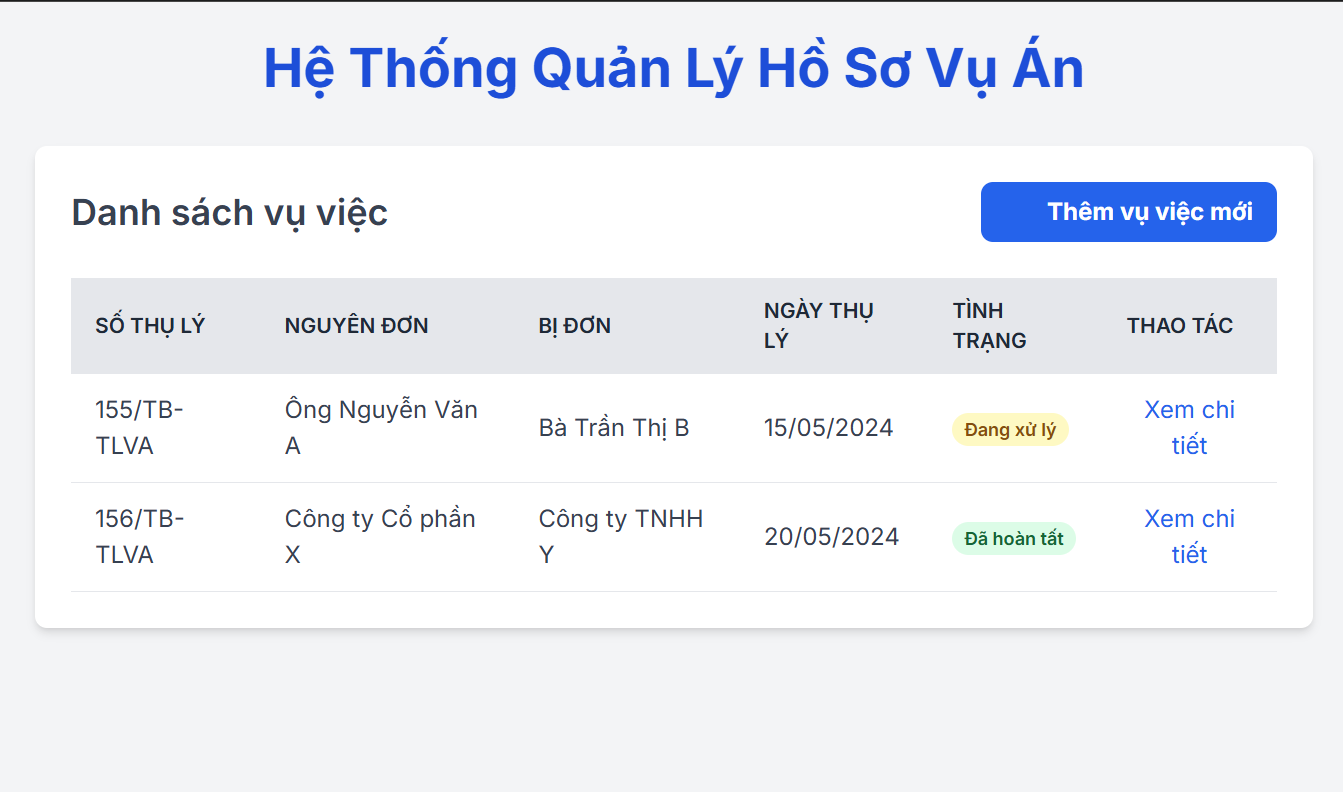 Hệ Thống Quản Lý Hồ Sơ Vụ Án
Danh sách vụ việc
Thêm vụ việc mới
SỐ THỤ LÝ
NGUYÊN ĐƠN
BỊ ĐƠN
NGÀY THỤ
LÝ
TÌNH
TRẠNG
THAO TÁC
155/TB-
TLVA
Ông Nguyễn Văn
A
Bà Trần Thị B
15/05/2024
Đang xử lý
Xem chi
tiết
156/TB-
TLVA
Công ty Cổ phần
X
Công ty TNHH
Y
20/05/2024
Đã hoàn tất
Xem chi
tiết